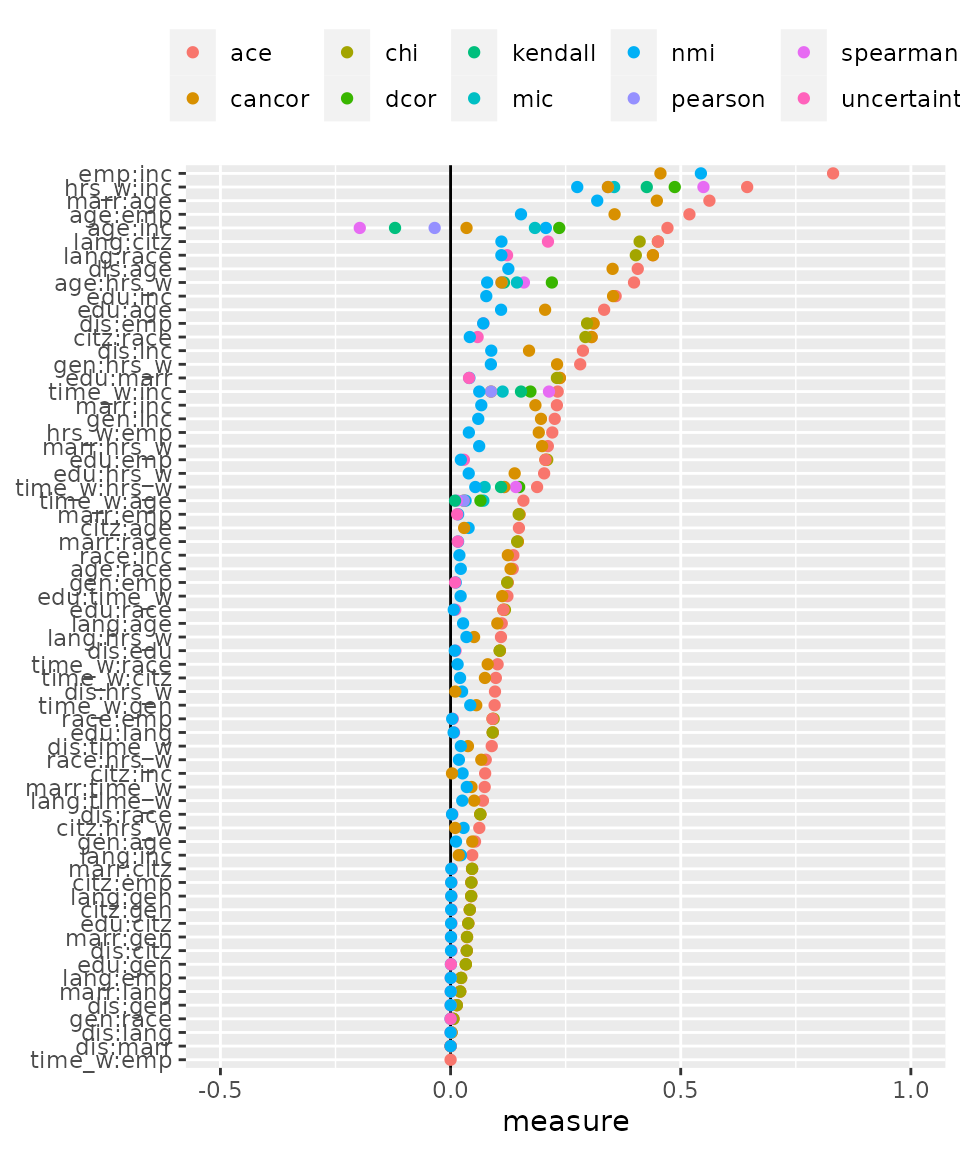 ace chi kendall nmi spearman
cancor dcor mic pearson uncertaint
emp:inc
hrs_w:inc
marr:age
age:emp
age:inc
lang:citz
lang:race
dis:age
age:hrs_w
edu:inc
edu:age
dis:emp
citz:race
dis:inc
gen:hrs_w
edu:marr
time_w:inc
marr:inc
gen:inc
hrs_w:emp
marr:hrs_w
edu:emp
edu:hrs_w
time_w:hrs_w
time_w:age
marr:emp
citz:age
marr:race
race:inc
age:race
gen:emp
edu:time_w
edu:race
lang:age
lang:hrs_w
dis:edu
time_w:race
time_w:citz
dis:hrs_w
time_w:gen
race:emp
edu:lang
dis:time_w
race:hrs_w
citz:inc
marr:time_w
lang:time_w
dis:race
citz:hrs_w
gen:age
lang:inc
marr:citz
citz:emp
lang:gen
citz:gen
edu:citz
marr:gen
dis:citz
edu:gen
lang:emp
marr:lang
dis:gen
gen:race
dis:lang
dis:marr
time_w:emp
-0.5 0.0 0.5 1.0
measure